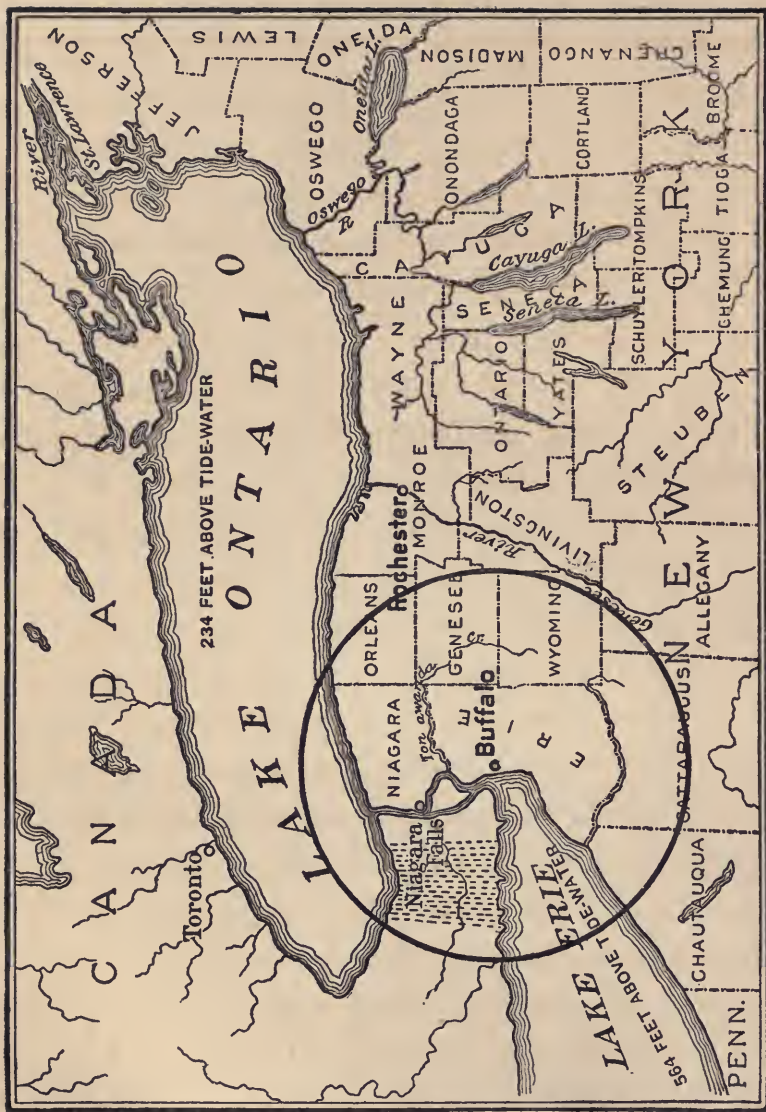 CANADA
LAKE ONTARIO
234 FEET ABOVE TIDE-WATER
Toronto
River
St. Lawrence
JEFFERSON
LEWIS
ONEIDA
Oneida L.
OSWEGO
Oswego
R
MADISON
CHENANGO
BROOME
ONONDAGA
CORTLAND
CAYUGA
Cayuga L.
SENECA
Seneca L.
WAYNE
ONTARIO
YATES
SCHUYLER
TOMPKINS
TIOGA
CHEMUNG
STEUBEN
MONROE
Rochester
LIVINGSTON
Genesee River
ORLEANS
GENESEE
WYOMING
ALLEGANY
NIAGARA
Niagara
Falls
Tonawanda Cr.
ERIE
Buffalo
CATTARAUGUS
CHAUTAUQUA
NEW YORK
LAKE ERIE
564 FEET ABOVE TIDE-WATER
PENN.